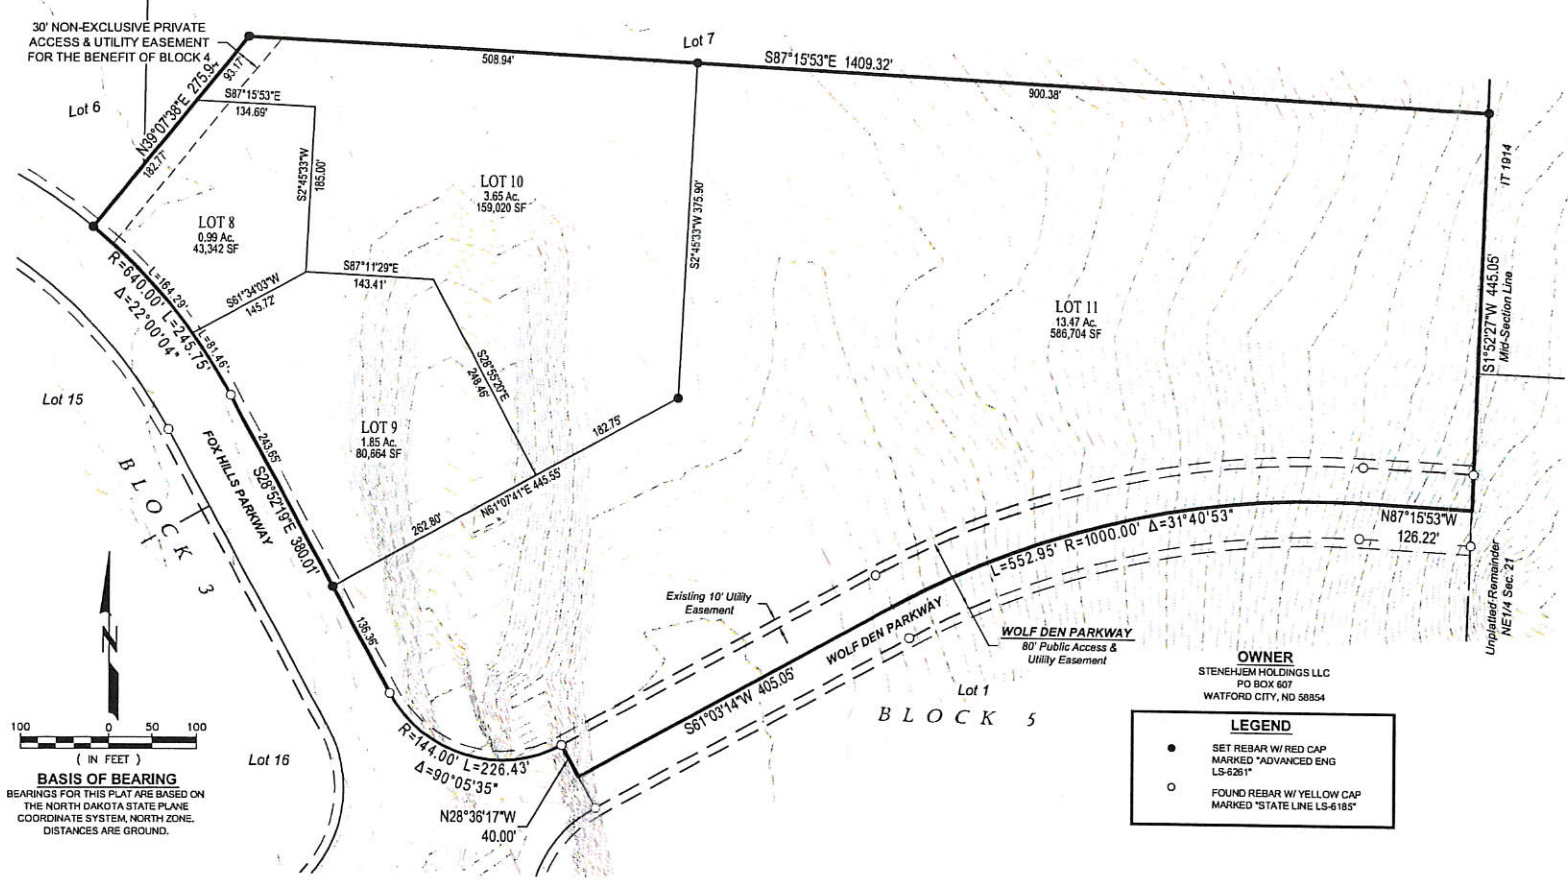 30' NON-EXCLUSIVE PRIVATE
ACCESS & UTILITY EASEMENT
FOR THE BENEFIT OF BLOCK 4
Lot 6
N39°07'38"E 275.94'
93.17'
182.77'
508.94'
Lot 7
S87°15'53"E 1409.32'
900.38'
S87°15'53"E
134.69'
S2°45'33"W
185.00'
LOT 8
0.99 Ac.
43,342 SF
LOT 10
3.65 Ac.
159,020 SF
S2°45'33"W 375.90'
IT 1914
S1°52'27"W 445.05'
Mid-Section Line
LOT 11
13.47 Ac.
586,704 SF
S87°11'29"E
143.41'
S61°34'03"W
145.72'
L=164.29'
R=640.00' L=245.75'
Δ=22°00'04"
L=81.46'
S28°55'20"E
248.46'
LOT 9
1.85 Ac.
80,664 SF
182.75'
N61°07'41"E 445.55'
262.80'
Lot 15
BLOCK 3
FOX HILLS PARKWAY
243.65'
S28°52'19"E 380.01'
136.36'
N87°15'53"W
126.22'
L=552.95' R=1000.00' Δ=31°40'53"
Unplatted Remainder
NE1/4 Sec. 21
Existing 10' Utility
Easement
WOLF DEN PARKWAY
S61°03'14"W 405.05'
WOLF DEN PARKWAY
80' Public Access &
Utility Easement
Lot 1
BLOCK 5
R=144.00' L=226.43'
Δ=90°05'35"
N28°36'17"W
40.00'
Lot 16
N
100 0 50 100
( IN FEET )
BASIS OF BEARING
BEARINGS FOR THIS PLAT ARE BASED ON
THE NORTH DAKOTA STATE PLANE
COORDINATE SYSTEM, NORTH ZONE.
DISTANCES ARE GROUND.
OWNER
STENEHJEM HOLDINGS LLC
PO BOX 607
WATFORD CITY, ND 58854
LEGEND
SET REBAR W/ RED CAP
MARKED "ADVANCED ENG
LS-6261"
FOUND REBAR W/ YELLOW CAP
MARKED "STATE LINE LS-6185"